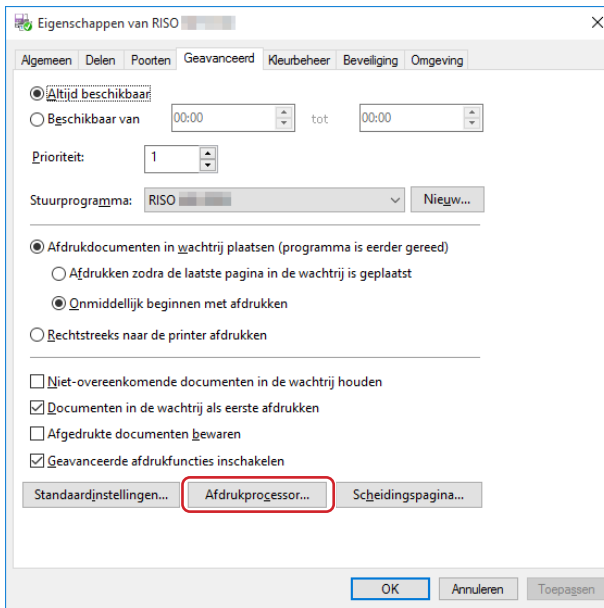 Eigenschappen van RISO
Algemeen Delen Poorten Geavanceerd Kleurbeheer Beveiliging Omgeving
Altijd beschikbaar
Beschikbaar van 00:00 tot 00:00
Prioriteit: 1
Stuurprogramma: RISO Nieuw...
Afdrukdocumenten in wachtrij plaatsen (programma is eerder gereed)
Afdrukken zodra de laatste pagina in de wachtrij is geplaatst
Onmiddellijk beginnen met afdrukken
Rechtstreeks naar de printer afdrukken
Niet-overeenkomende documenten in de wachtrij houden
Documenten in de wachtrij als eerste afdrukken
Afgedrukte documenten bewaren
Geavanceerde afdrukfuncties inschakelen
Standaardinstellingen... Afdrukprocessor... Scheidingspagina...
OK Annuleren Toepassen